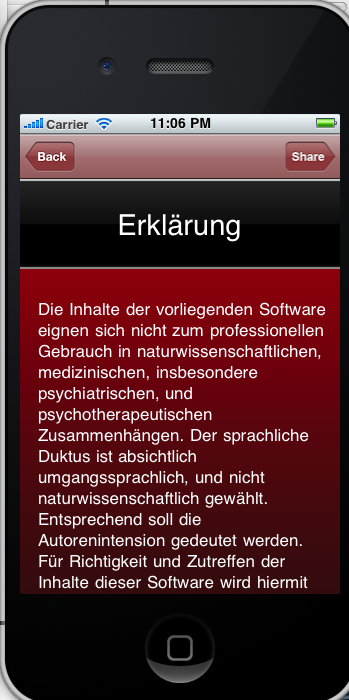 Carrier 11:06 PM
Back Share
Erklärung
Die Inhalte der vorliegenden Software
eignen sich nicht zum professionellen
Gebrauch in naturwissenschaftlichen,
medizinischen, insbesondere
psychiatrischen, und
psychotherapeutischen
Zusammenhängen. Der sprachliche
Duktus ist absichtlich
umgangssprachlich, und nicht
naturwissenschaftlich gewählt.
Entsprechend soll die
Autorenintension gedeutet werden.
Für Richtigkeit und Zutreffen der
Inhalte dieser Software wird hiermit